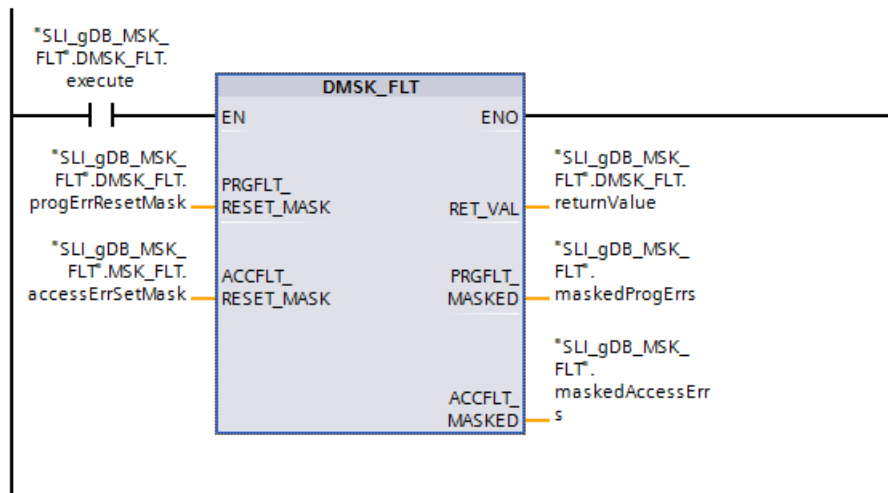 "SLI_gDB_MSK_
FLT".DMSK_FLT.
execute
DMSK_FLT
EN
ENO
"SLI_gDB_MSK_
FLT".DMSK_FLT.
progErrResetMask
PRGFLT_
RESET_MASK
RET_VAL
"SLI_gDB_MSK_
FLT".DMSK_FLT.
returnValue
"SLI_gDB_MSK_
FLT".MSK_FLT.
accessErrSetMask
ACCFLT_
RESET_MASK
PRGFLT_
MASKED
"SLI_gDB_MSK_
FLT".
maskedProgErrs
ACCFLT_
MASKED
"SLI_gDB_MSK_
FLT".
maskedAccessErr
s